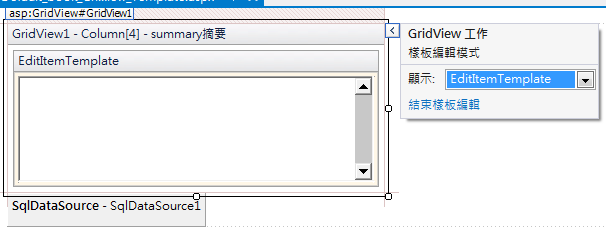 asp:GridView#GridView1
GridView1 - Column[4] - summary摘要
EditItemTemplate
GridView 工作
樣板編輯模式
顯示: EditItemTemplate
結束樣板編輯
SqlDataSource - SqlDataSource1